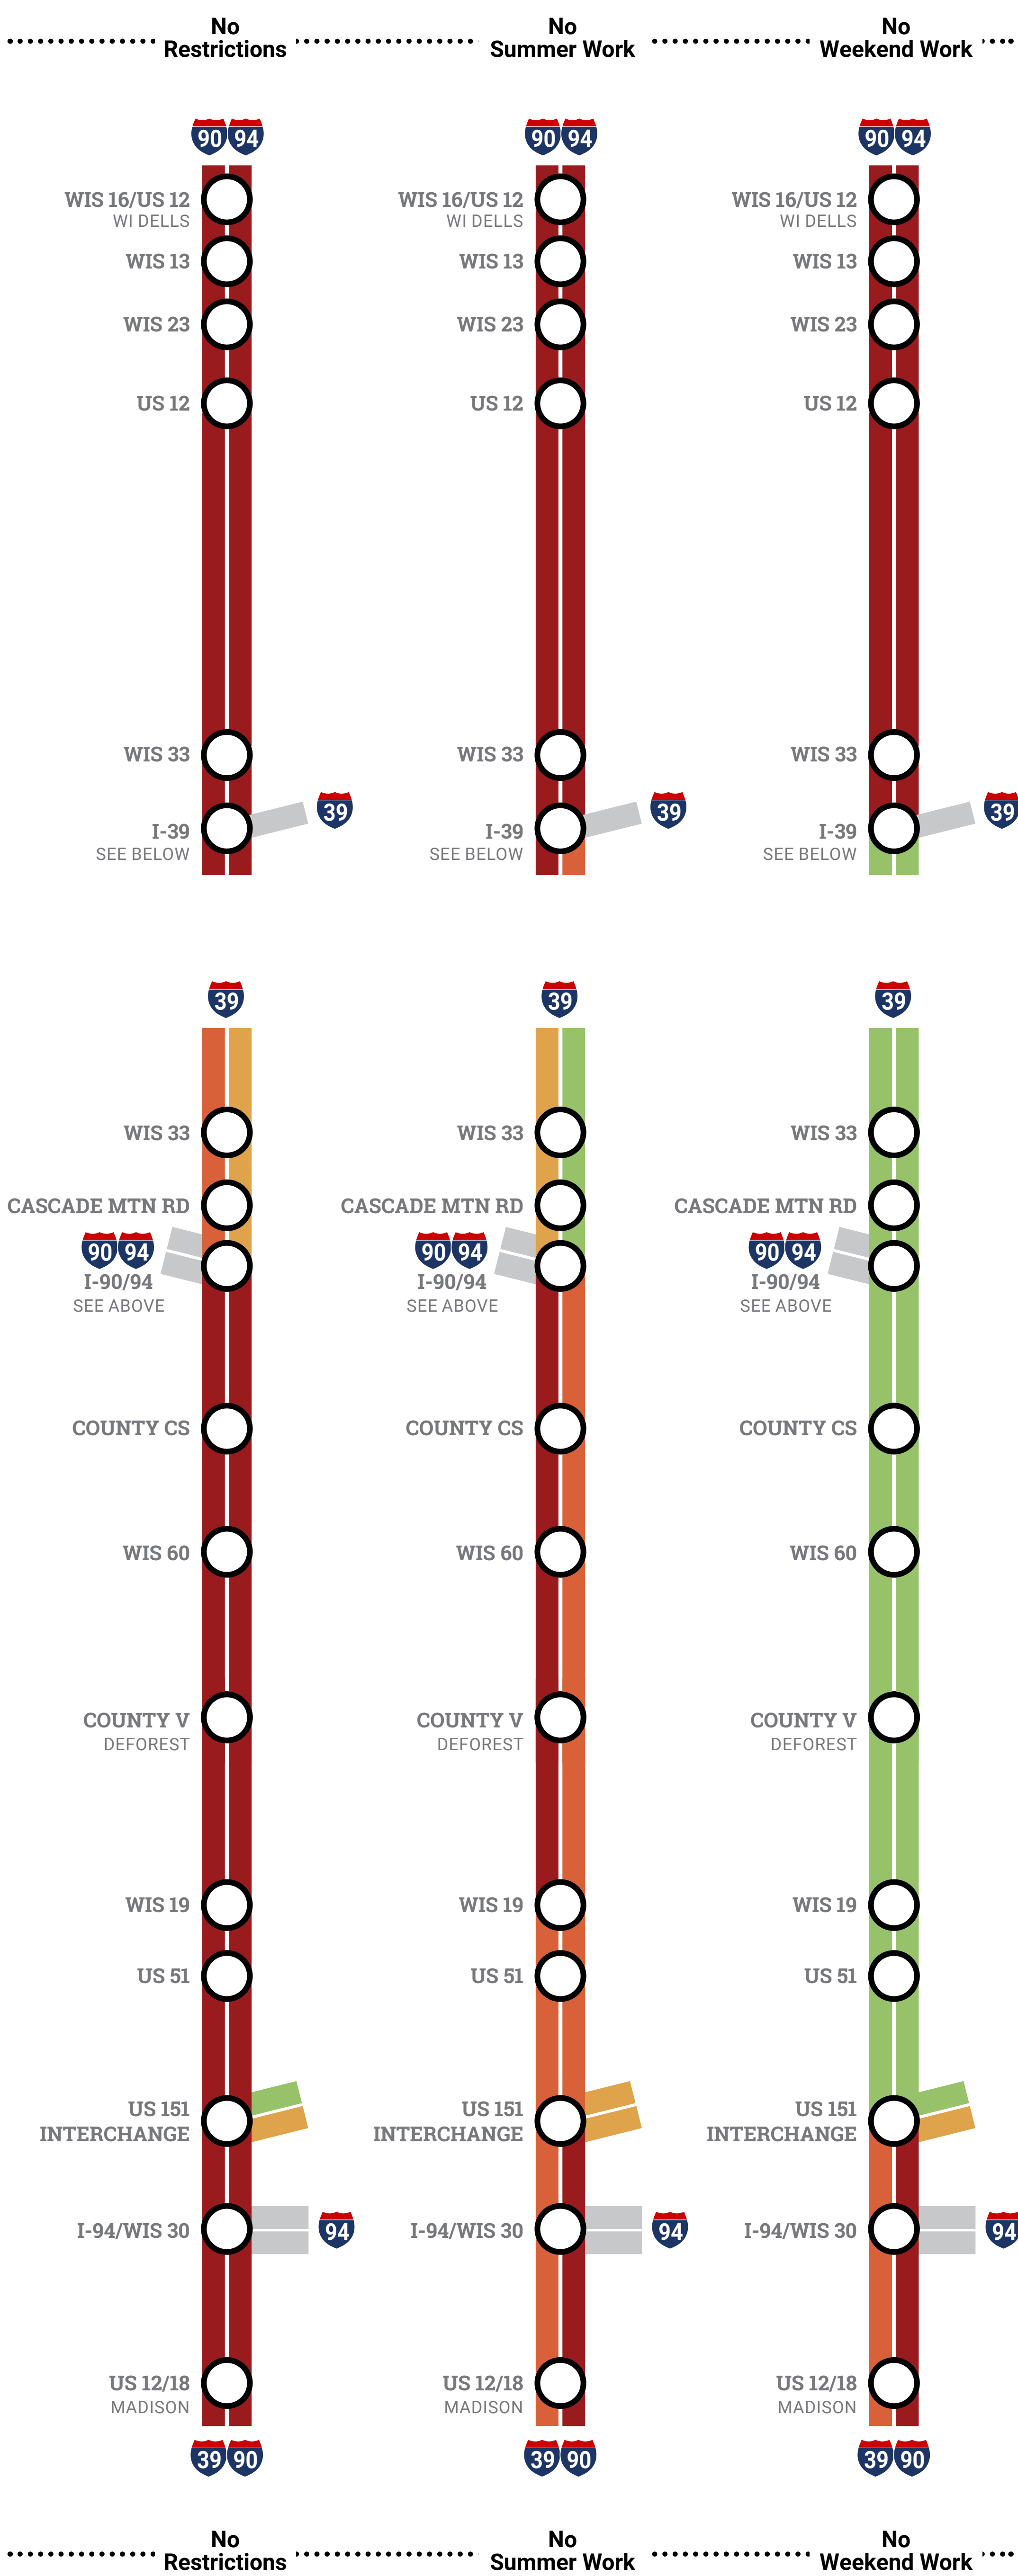 No No No
Restrictions Summer Work Weekend Work
90 94 90 94 90 94
WIS 16/US 12 WIS 16/US 12 WIS 16/US 12
WI DELLS WI DELLS WI DELLS
WIS 13 WIS 13 WIS 13
WIS 23 WIS 23 WIS 23
US 12 US 12 US 12
WIS 33 WIS 33 WIS 33
39 39 39
I-39 I-39 I-39
SEE BELOW SEE BELOW SEE BELOW
39 39 39
WIS 33 WIS 33 WIS 33
CASCADE MTN RD CASCADE MTN RD CASCADE MTN RD
90 94 90 94 90 94
I-90/94 I-90/94 I-90/94
SEE ABOVE SEE ABOVE SEE ABOVE
COUNTY CS COUNTY CS COUNTY CS
WIS 60 WIS 60 WIS 60
COUNTY V COUNTY V COUNTY V
DEFOREST DEFOREST DEFOREST
WIS 19 WIS 19 WIS 19
US 51 US 51 US 51
US 151 US 151 US 151
INTERCHANGE INTERCHANGE INTERCHANGE
I-94/WIS 30 94 I-94/WIS 30 94 I-94/WIS 30 94
US 12/18 US 12/18 US 12/18
MADISON MADISON MADISON
39 90 39 90 39 90
No No No
Restrictions Summer Work Weekend Work